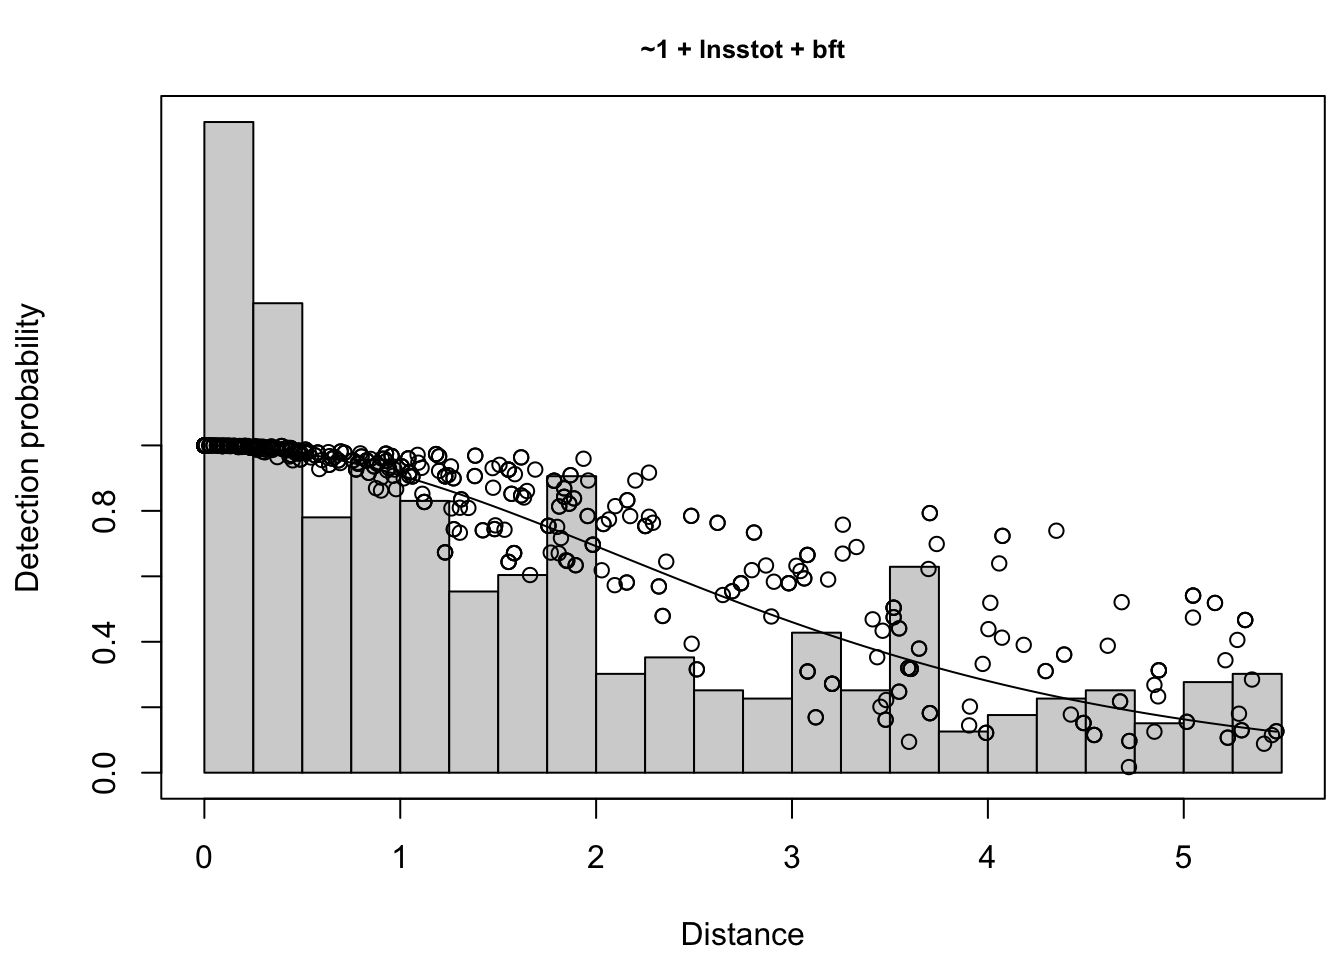 ~1 + lnsstot + bft
Detection probability
0.8
0.4
0.0
0 1 2 3 4 5
Distance